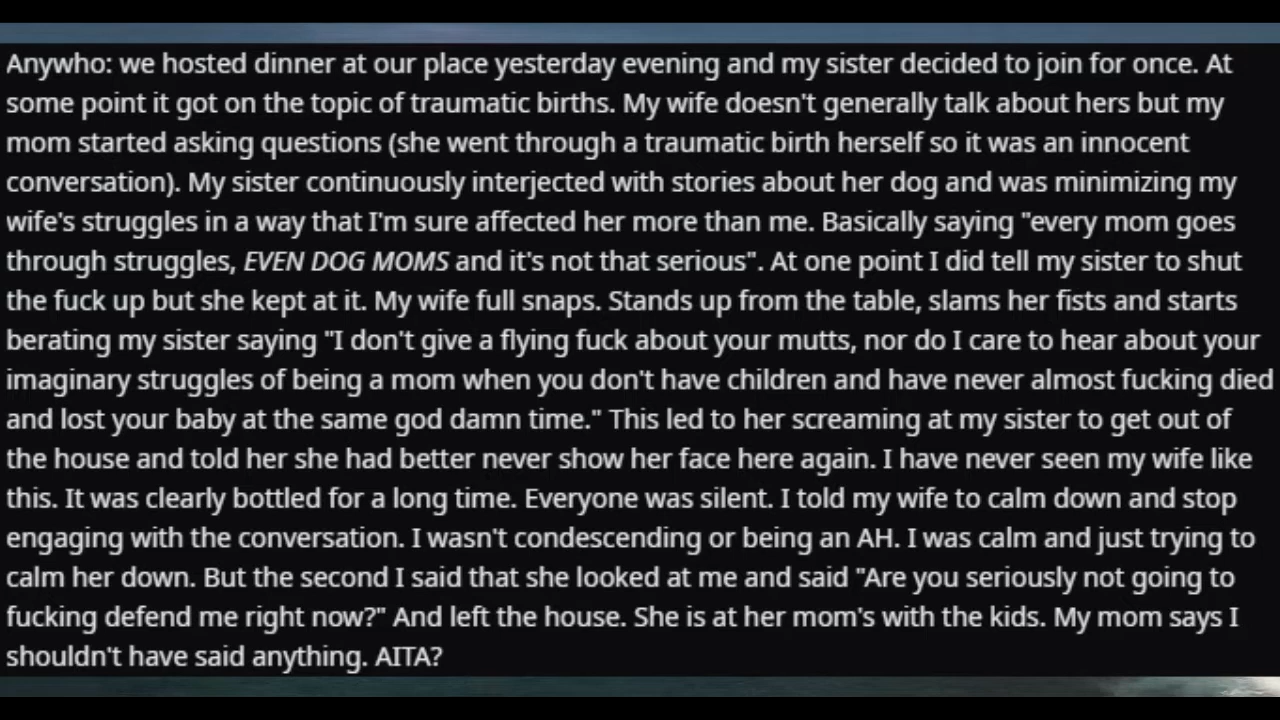 Anywho: we hosted dinner at our place yesterday evening and my sister decided to join for once. At
some point it got on the topic of traumatic births. My wife doesn't generally talk about hers but my
mom started asking questions (she went through a traumatic birth herself so it was an innocent
conversation). My sister continuously interjected with stories about her dog and was minimizing my
wife's struggles in a way that I'm sure affected her more than me. Basically saying "every mom goes
through struggles, EVEN DOG MOMS and it's not that serious". At one point I did tell my sister to shut
the fuck up but she kept at it. My wife full snaps. Stands up from the table, slams her fists and starts
berating my sister saying "I don't give a flying fuck about your mutts, nor do I care to hear about your
imaginary struggles of being a mom when you don't have children and have never almost fucking died
and lost your baby at the same god damn time." This led to her screaming at my sister to get out of
the house and told her she had better never show her face here again. I have never seen my wife like
this. It was clearly bottled for a long time. Everyone was silent. I told my wife to calm down and stop
engaging with the conversation. I wasn't condescending or being an AH. I was calm and just trying to
calm her down. But the second I said that she looked at me and said "Are you seriously not going to
fucking defend me right now?" And left the house. She is at her mom's with the kids. My mom says I
shouldn't have said anything. AITA?